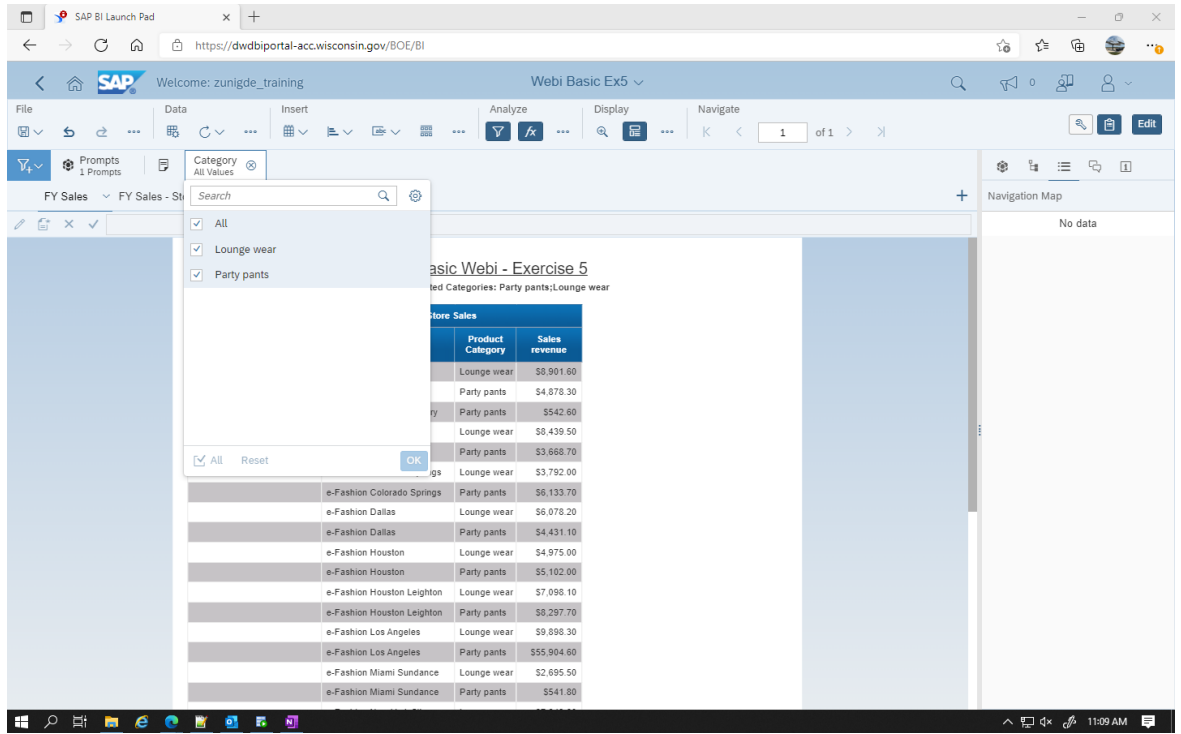 SAP BI Launch Pad
https://dwdbiportal-acc.wisconsin.gov/BOE/BI
SAP Welcome: zunigde_training Webi Basic Ex5
File Data Insert Analyze Display Navigate
abc fx 1 of 1 Edit
Prompts
1 Prompts
Category
All Values
FY Sales FY Sales - St
Search
Navigation Map
No data
All
Lounge wear
Party pants
asic Webi - Exercise 5
ted Categories: Party pants;Lounge wear
Store Sales
Product Category Sales revenue
Lounge wear $8,901.60
Party pants $4,878.30
ry Party pants $542.60
Lounge wear $8,439.50
Party pants $3,668.70
ngs Lounge wear $3,792.00
All Reset OK
e-Fashion Colorado Springs Party pants $6,133.70
e-Fashion Dallas Lounge wear $6,078.20
e-Fashion Dallas Party pants $4,431.10
e-Fashion Houston Lounge wear $4,975.00
e-Fashion Houston Party pants $5,102.00
e-Fashion Houston Leighton Lounge wear $7,098.10
e-Fashion Houston Leighton Party pants $8,297.70
e-Fashion Los Angeles Lounge wear $9,898.30
e-Fashion Los Angeles Party pants $55,904.60
e-Fashion Miami Sundance Lounge wear $2,695.50
e-Fashion Miami Sundance Party pants $541.80
11:09 AM